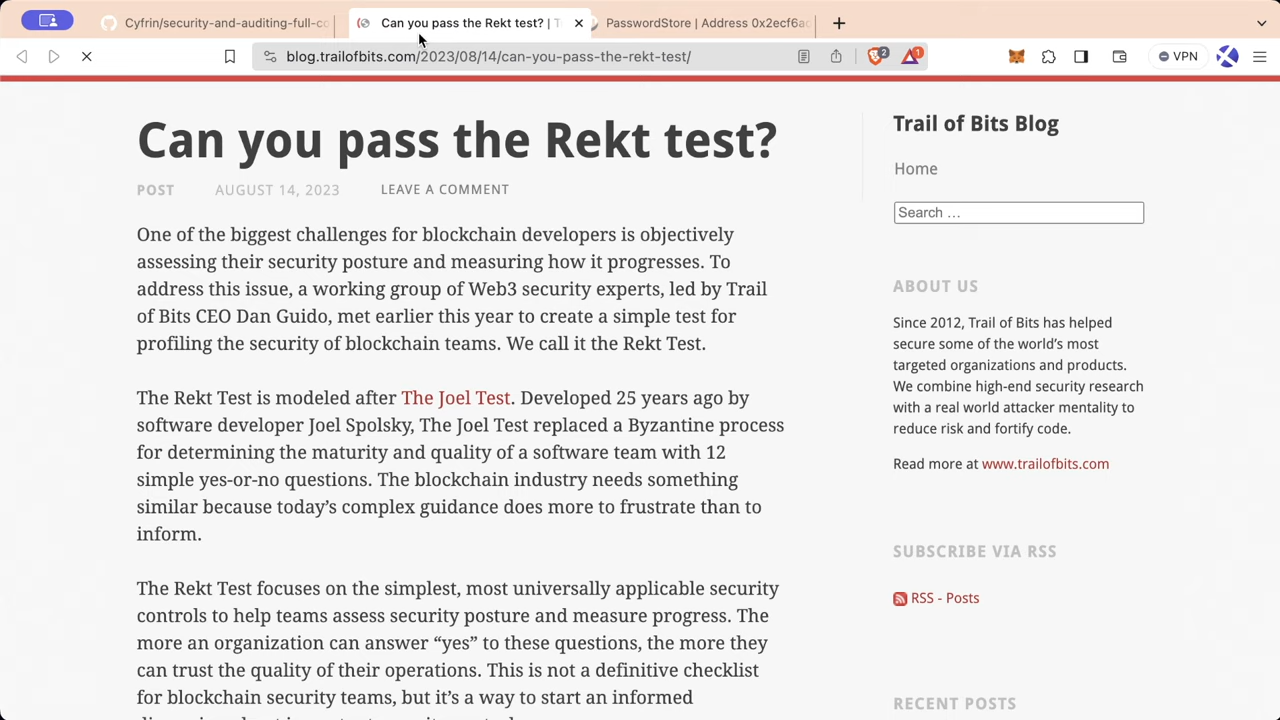 Cyfrin/security-and-auditing-full-co
Can you pass the Rekt test? | T
PasswordStore | Address 0x2ecf6ad
blog.trailofbits.com/2023/08/14/can-you-pass-the-rekt-test/
2
1
VPN
Can you pass the Rekt test?
POST AUGUST 14, 2023 LEAVE A COMMENT
One of the biggest challenges for blockchain developers is objectively
assessing their security posture and measuring how it progresses. To
address this issue, a working group of Web3 security experts, led by Trail
of Bits CEO Dan Guido, met earlier this year to create a simple test for
profiling the security of blockchain teams. We call it the Rekt Test.
The Rekt Test is modeled after The Joel Test. Developed 25 years ago by
software developer Joel Spolsky, The Joel Test replaced a Byzantine process
for determining the maturity and quality of a software team with 12
simple yes-or-no questions. The blockchain industry needs something
similar because today’s complex guidance does more to frustrate than to
inform.
The Rekt Test focuses on the simplest, most universally applicable security
controls to help teams assess security posture and measure progress. The
more an organization can answer “yes” to these questions, the more they
can trust the quality of their operations. This is not a definitive checklist
for blockchain security teams, but it’s a way to start an informed
Trail of Bits Blog
Home
Search …
ABOUT US
Since 2012, Trail of Bits has helped
secure some of the world’s most
targeted organizations and products.
We combine high-end security research
with a real world attacker mentality to
reduce risk and fortify code.
Read more at www.trailofbits.com
SUBSCRIBE VIA RSS
RSS - Posts
RECENT POSTS